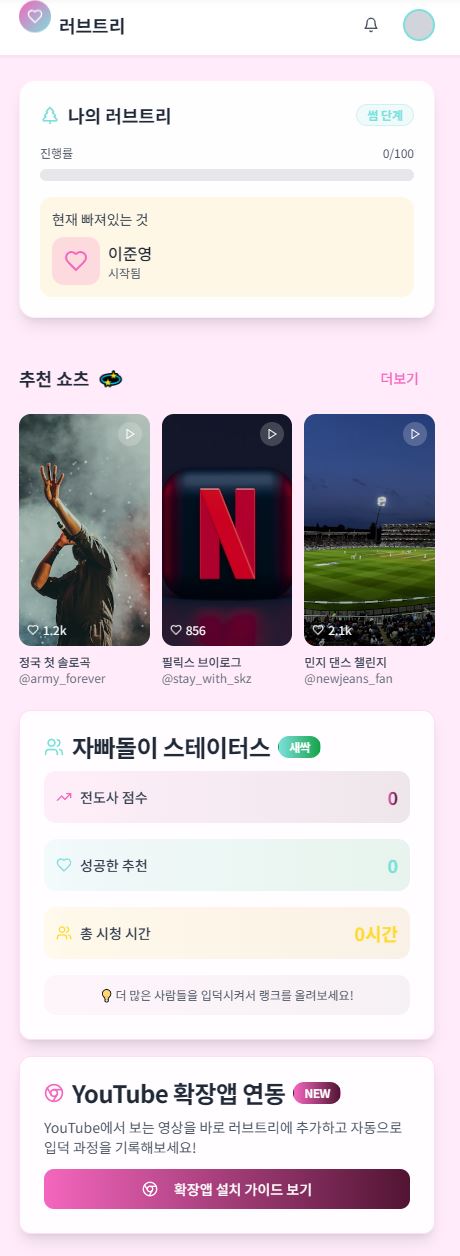 러브트리
나의 러브트리
썸 단계
진행률
0/100
현재 빠져있는 것
이준영
시작됨
추천 쇼츠
더보기
N
1.2k
856
2.1k
정국 첫 솔로곡
@army_forever
필릭스 브이로그
@stay_with_skz
민지 댄스 챌린지
@newjeans_fan
자빠돌이 스테이터스
새싹
전도사 점수
0
성공한 추천
0
총 시청 시간
0시간
💡 더 많은 사람들을 입덕시켜서 랭크를 올려보세요!
YouTube 확장앱 연동
NEW
YouTube에서 보는 영상을 바로 러브트리에 추가하고 자동으로
입덕 과정을 기록해보세요!
확장앱 설치 가이드 보기